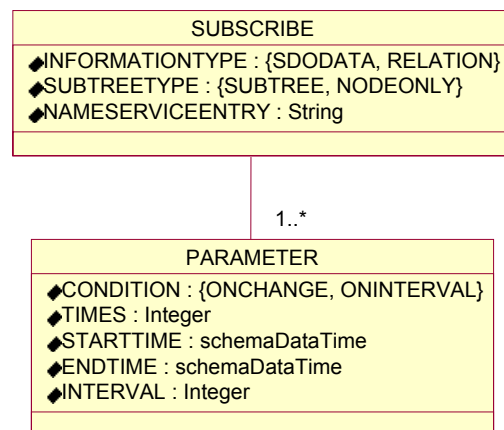 SUBSCRIBE
INFORMATIONTYPE : {SDODATA, RELATION}
SUBTREETYPE : {SUBTREE, NODEONLY}
NAMESERVICEENTRY : String
1..*
PARAMETER
CONDITION : {ONCHANGE, ONINTERVAL}
TIMES : Integer
STARTTIME : schemaDataTime
ENDTIME : schemaDataTime
INTERVAL : Integer